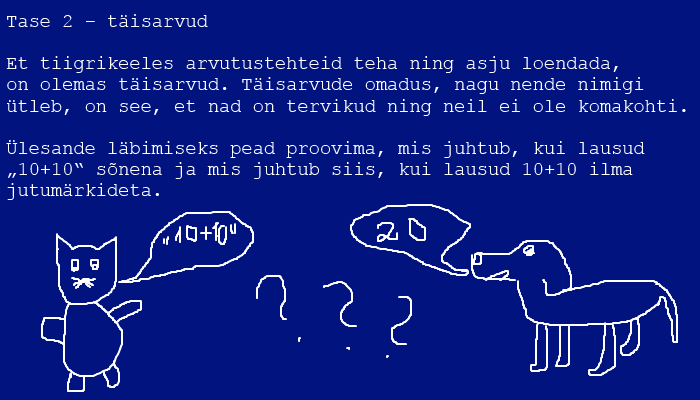 Tase 2 – täisarvud
Et tiigrikeeles arvutustehteid teha ning asju loendada,
on olemas täisarvud. Täisarvude omadus, nagu nende nimigi
ütleb, on see, et nad on tervikud ning neil ei ole komakohti.
Ülesande läbimiseks pead proovima, mis juhtub, kui lausud
„10+10“ sõnena ja mis juhtub siis, kui lausud 10+10 ilma
jutumärkideta.
„10+10"
20
? ? ?